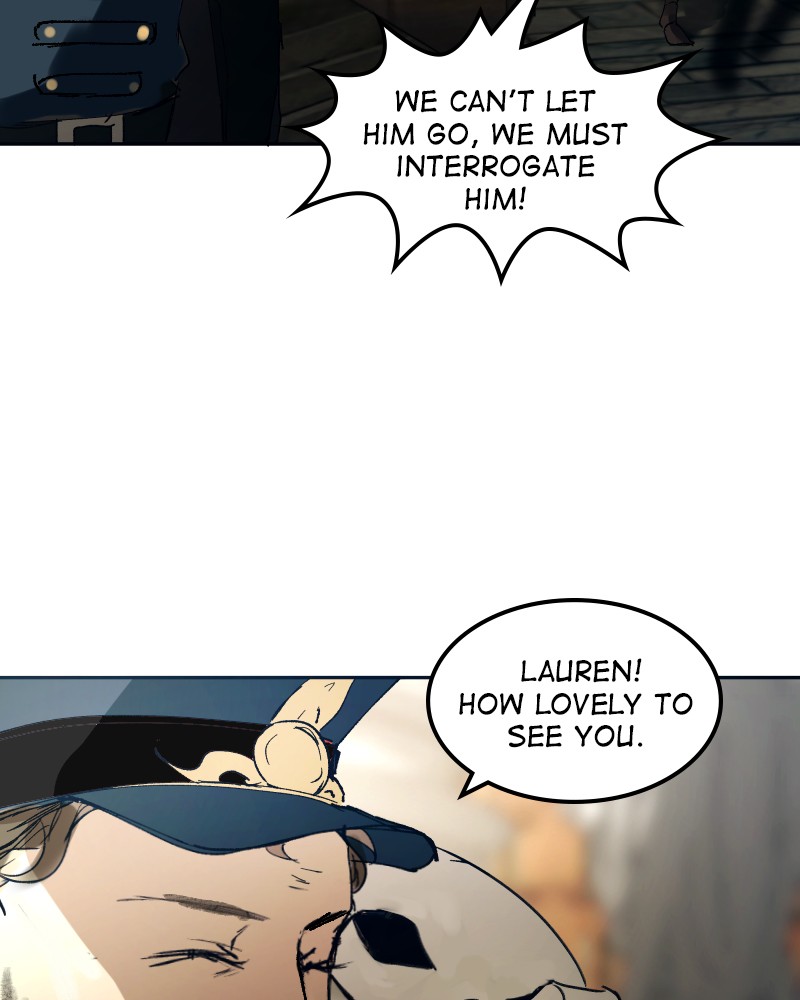 WE CAN'T LET
HIM GO, WE MUST
INTERROGATE
HIM!
LAUREN!
HOW LOVELY TO
SEE YOU.